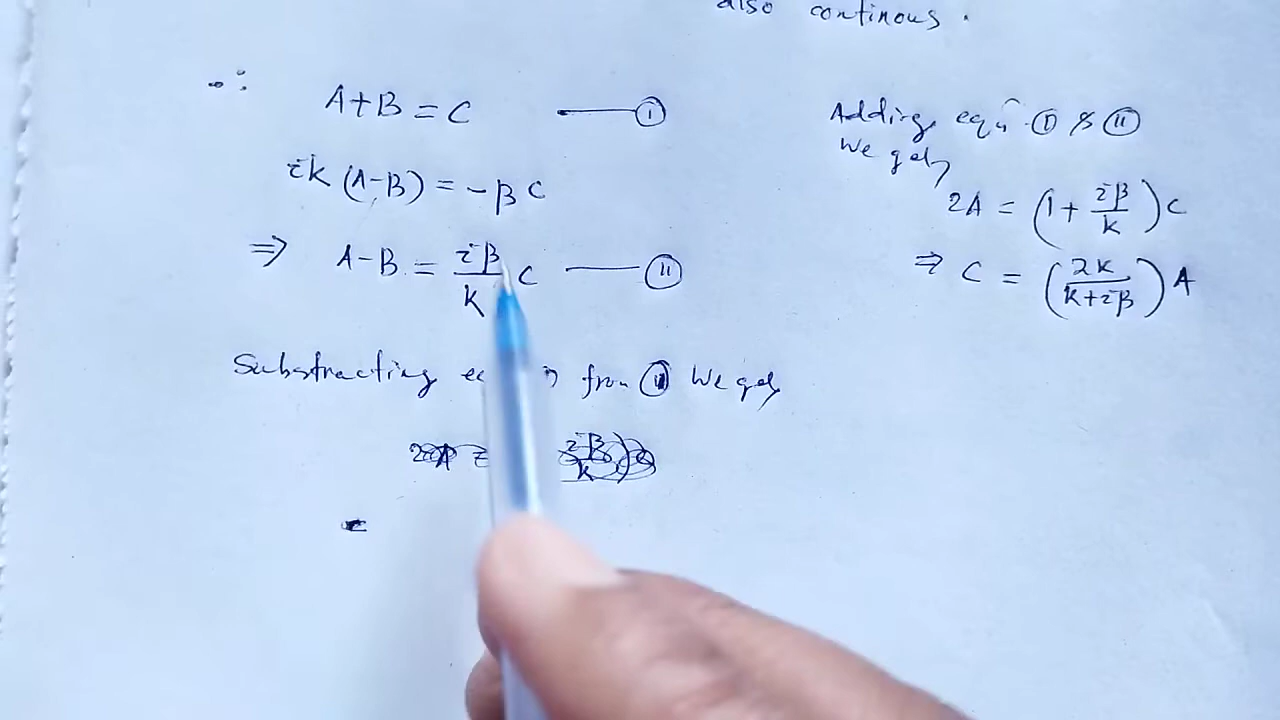 also continous.
∴ A+B = C —— (I)
ik (A-B) = -β C
⇒ A-B = iβ/k C —— (II)
Substracting from (I) We get
Adding eqn (I) & (II)
We get
2A = (1 + iβ/k) C
⇒ C = (2k/(k+iβ)) A